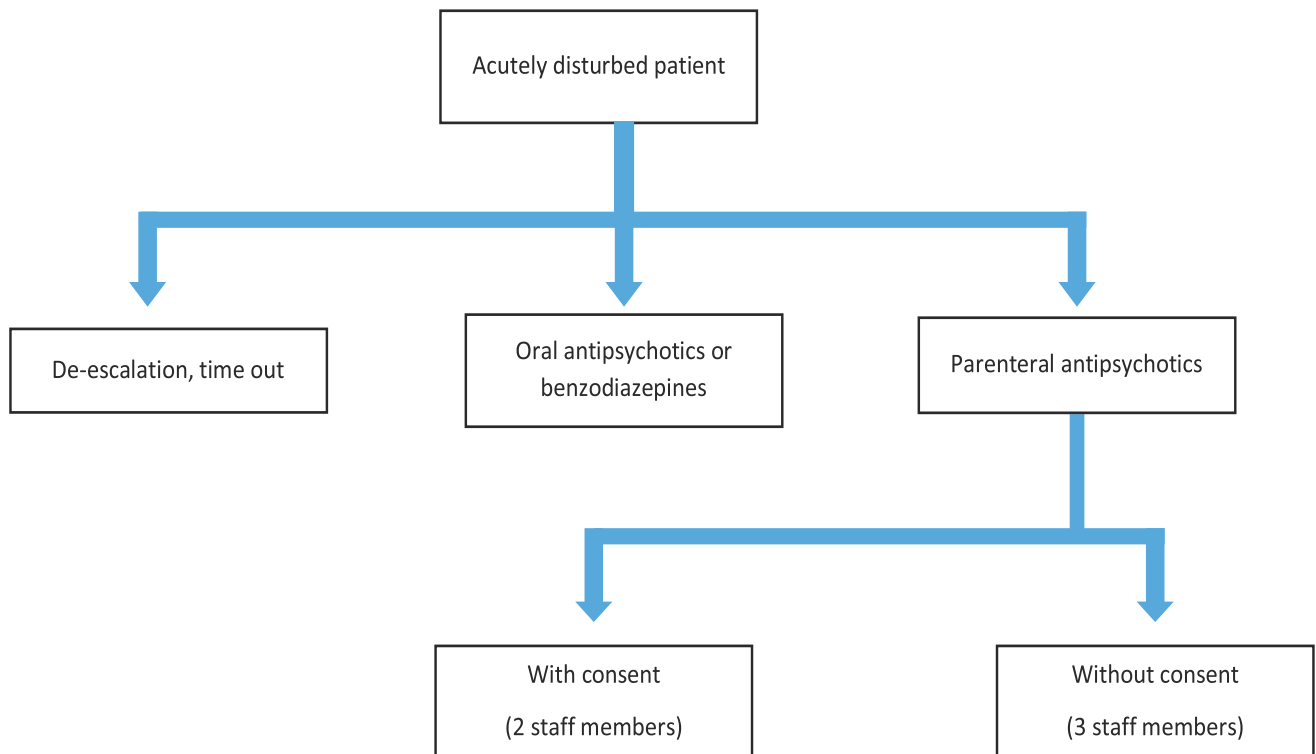 Acutely disturbed patient
De-escalation, time out
Oral antipsychotics or
benzodiazepines
Parenteral antipsychotics
With consent
(2 staff members)
Without consent
(3 staff members)